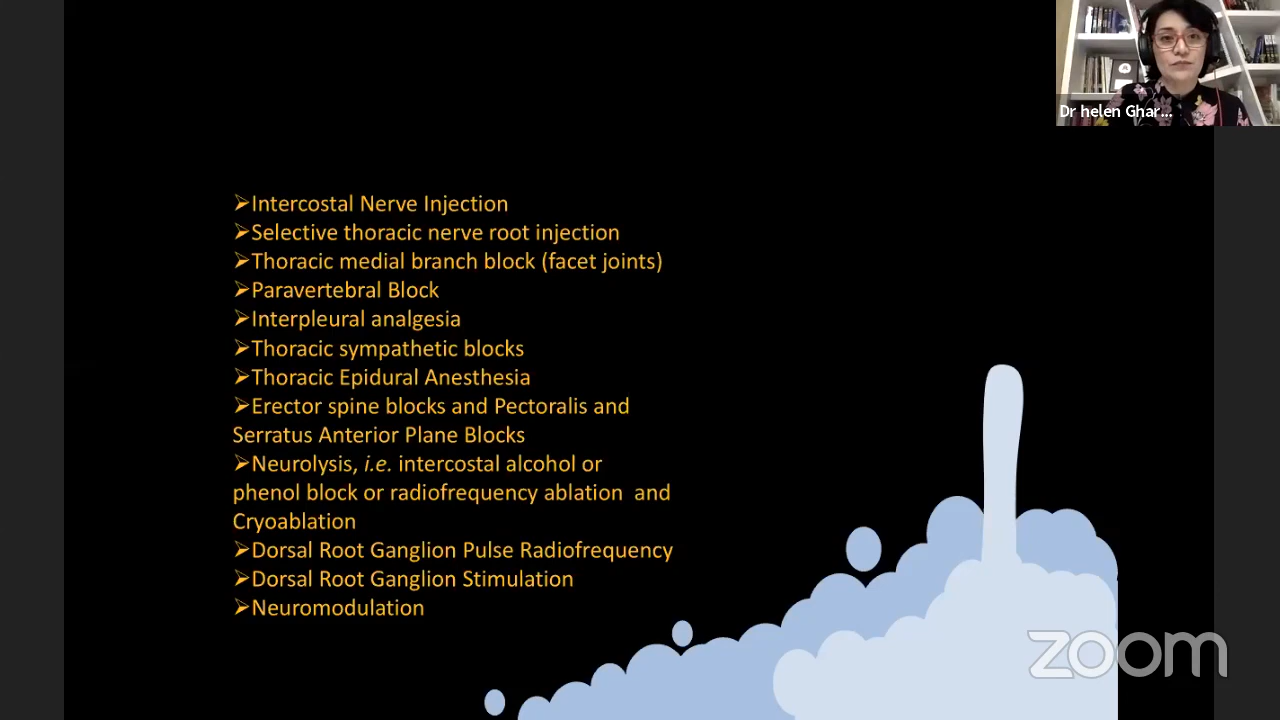 Dr helen Ghar...
➢Intercostal Nerve Injection
➢Selective thoracic nerve root injection
➢Thoracic medial branch block (facet joints)
➢Paravertebral Block
➢Interpleural analgesia
➢Thoracic sympathetic blocks
➢Thoracic Epidural Anesthesia
➢Erector spine blocks and Pectoralis and
Serratus Anterior Plane Blocks
➢Neurolysis, i.e. intercostal alcohol or
phenol block or radiofrequency ablation and
Cryoablation
➢Dorsal Root Ganglion Pulse Radiofrequency
➢Dorsal Root Ganglion Stimulation
➢Neuromodulation
zoom